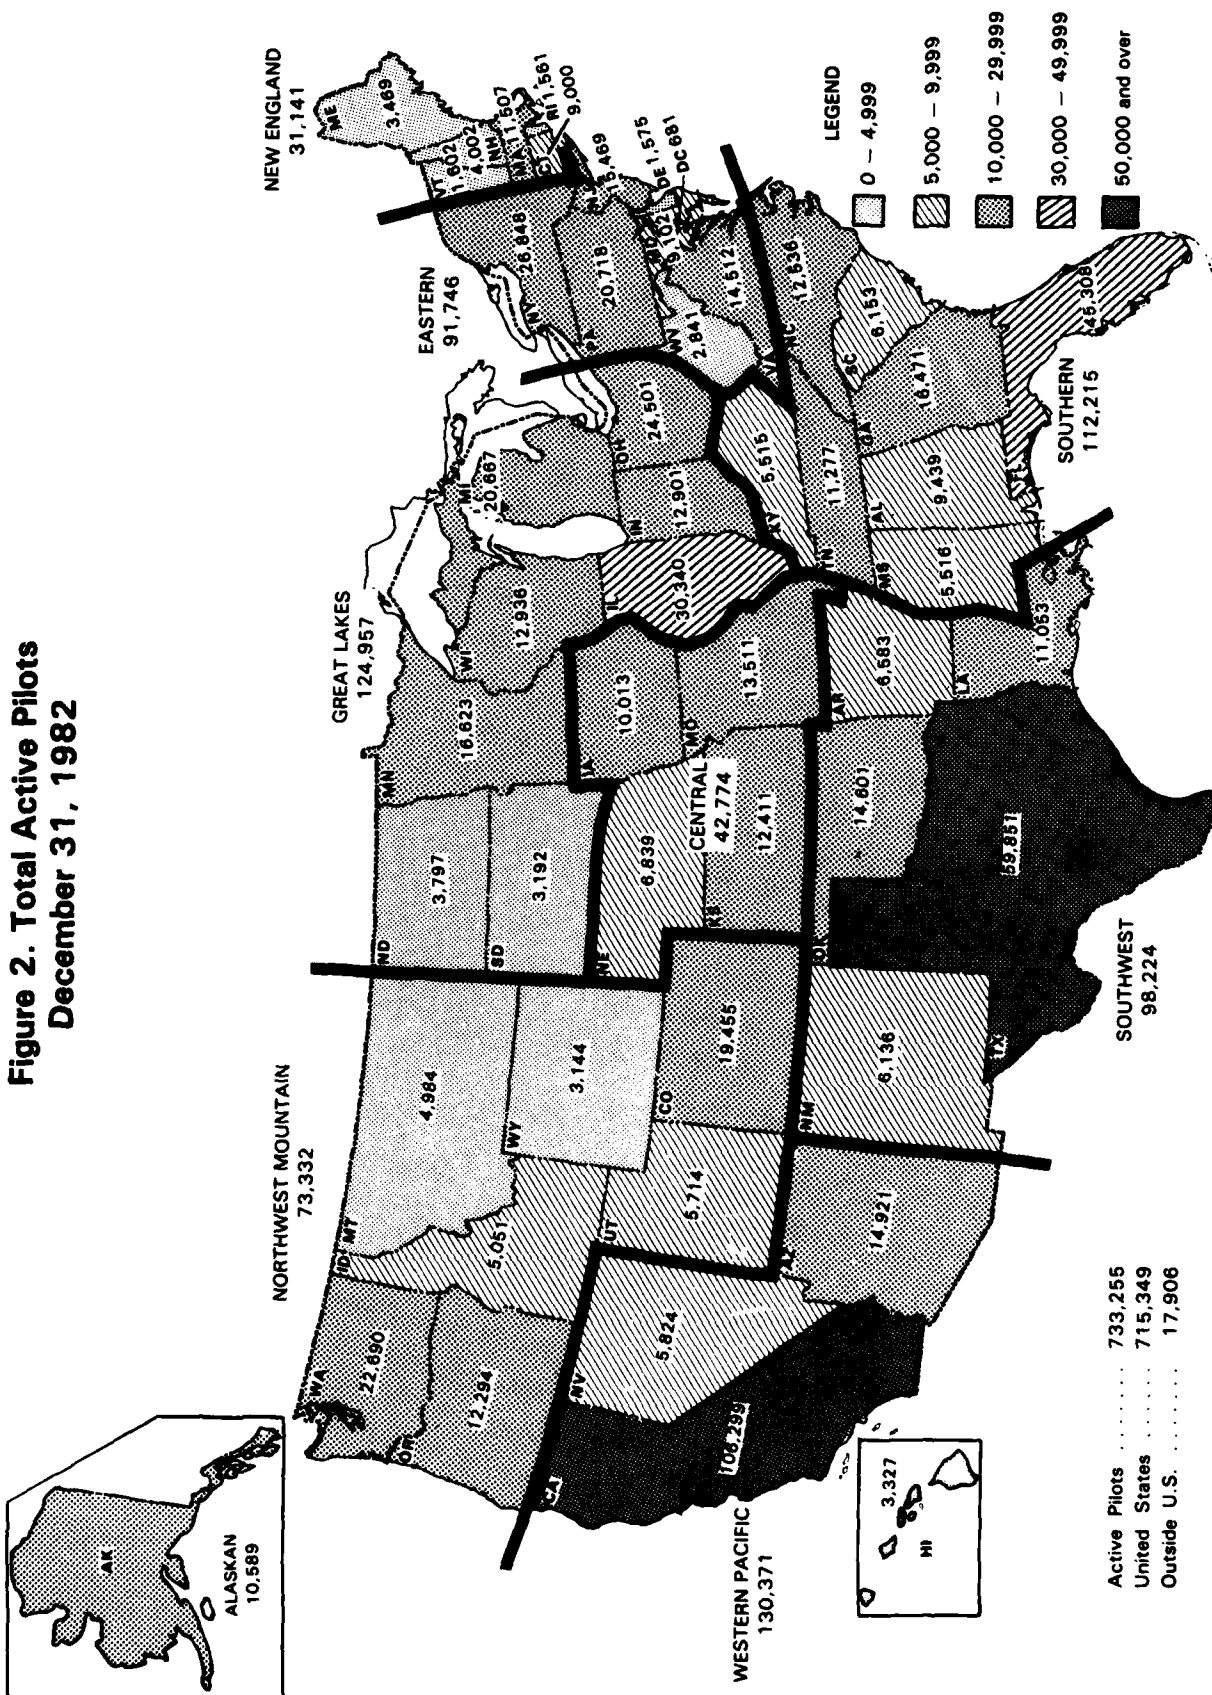 Figure 2. Total Active Pilots
December 31, 1982
AK
ALASKAN
10,589
NORTHWEST MOUNTAIN
73,332
WA
22,690
OR
12,294
ID
5,051
MT
4,984
WY
3,144
UT
5,714
CO
19,455
WESTERN PACIFIC
130,371
CA
106,299
NV
5,824
AZ
14,921
HI
3,327
GREAT LAKES
124,957
ND
3,797
SD
3,192
MN
16,623
WI
12,936
MI
20,667
IL
30,340
IN
12,901
OH
24,501
CENTRAL
42,774
NE
6,839
KS
12,411
IA
10,013
MO
13,511
SOUTHWEST
98,224
NM
6,136
TX
59,851
OK
14,601
AR
6,583
LA
11,053
SOUTHERN
112,215
KY
5,515
TN
11,277
NC
12,536
SC
6,153
GA
16,471
AL
9,439
MS
5,516
FL
45,308
EASTERN
91,746
NY
26,848
PA
20,718
NJ
15,469
MD
9,102
DE 1,575
DC 681
VA
14,512
WV
2,841
NEW ENGLAND
31,141
ME
3,469
VT
1,602
4,002
NH
MA 11,507
RI 1,561
CT
9,000
LEGEND
0 – 4,999
5,000 – 9,999
10,000 – 29,999
30,000 – 49,999
50,000 and over
Active Pilots ....... 733,255
United States ...... 715,349
Outside U.S. ...... 17,906